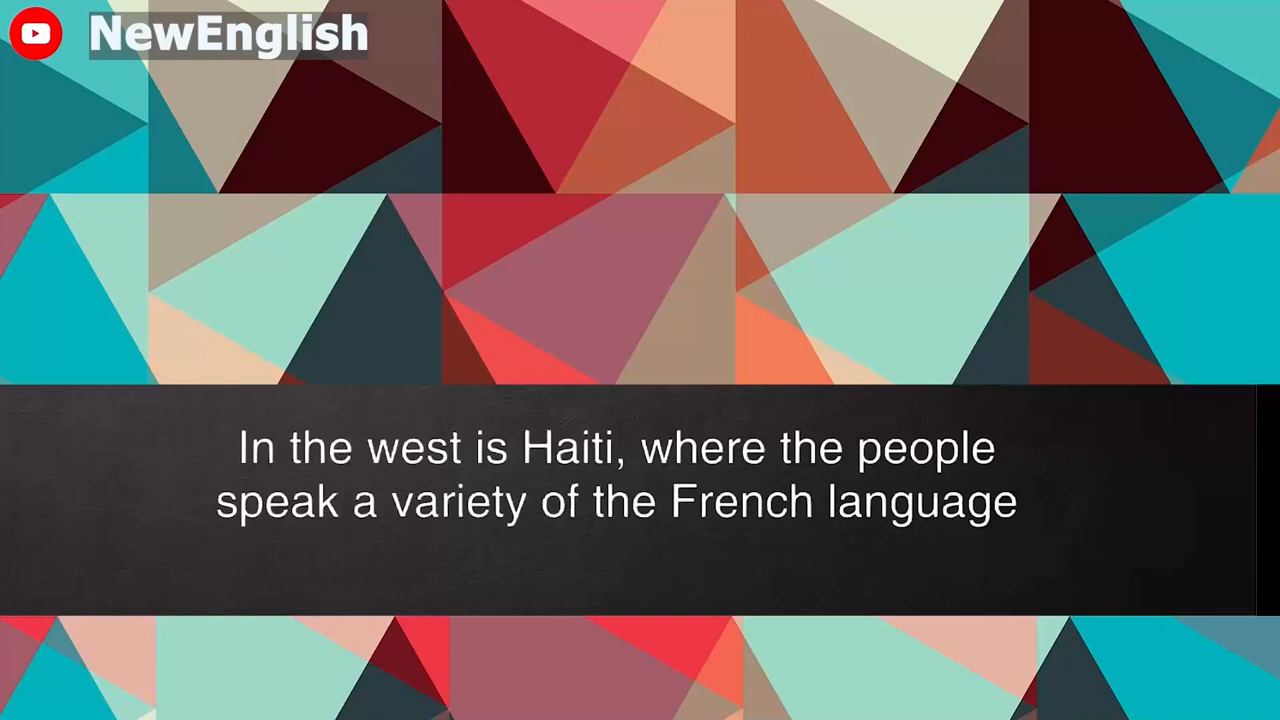 NewEnglish
In the west is Haiti, where the people
speak a variety of the French language